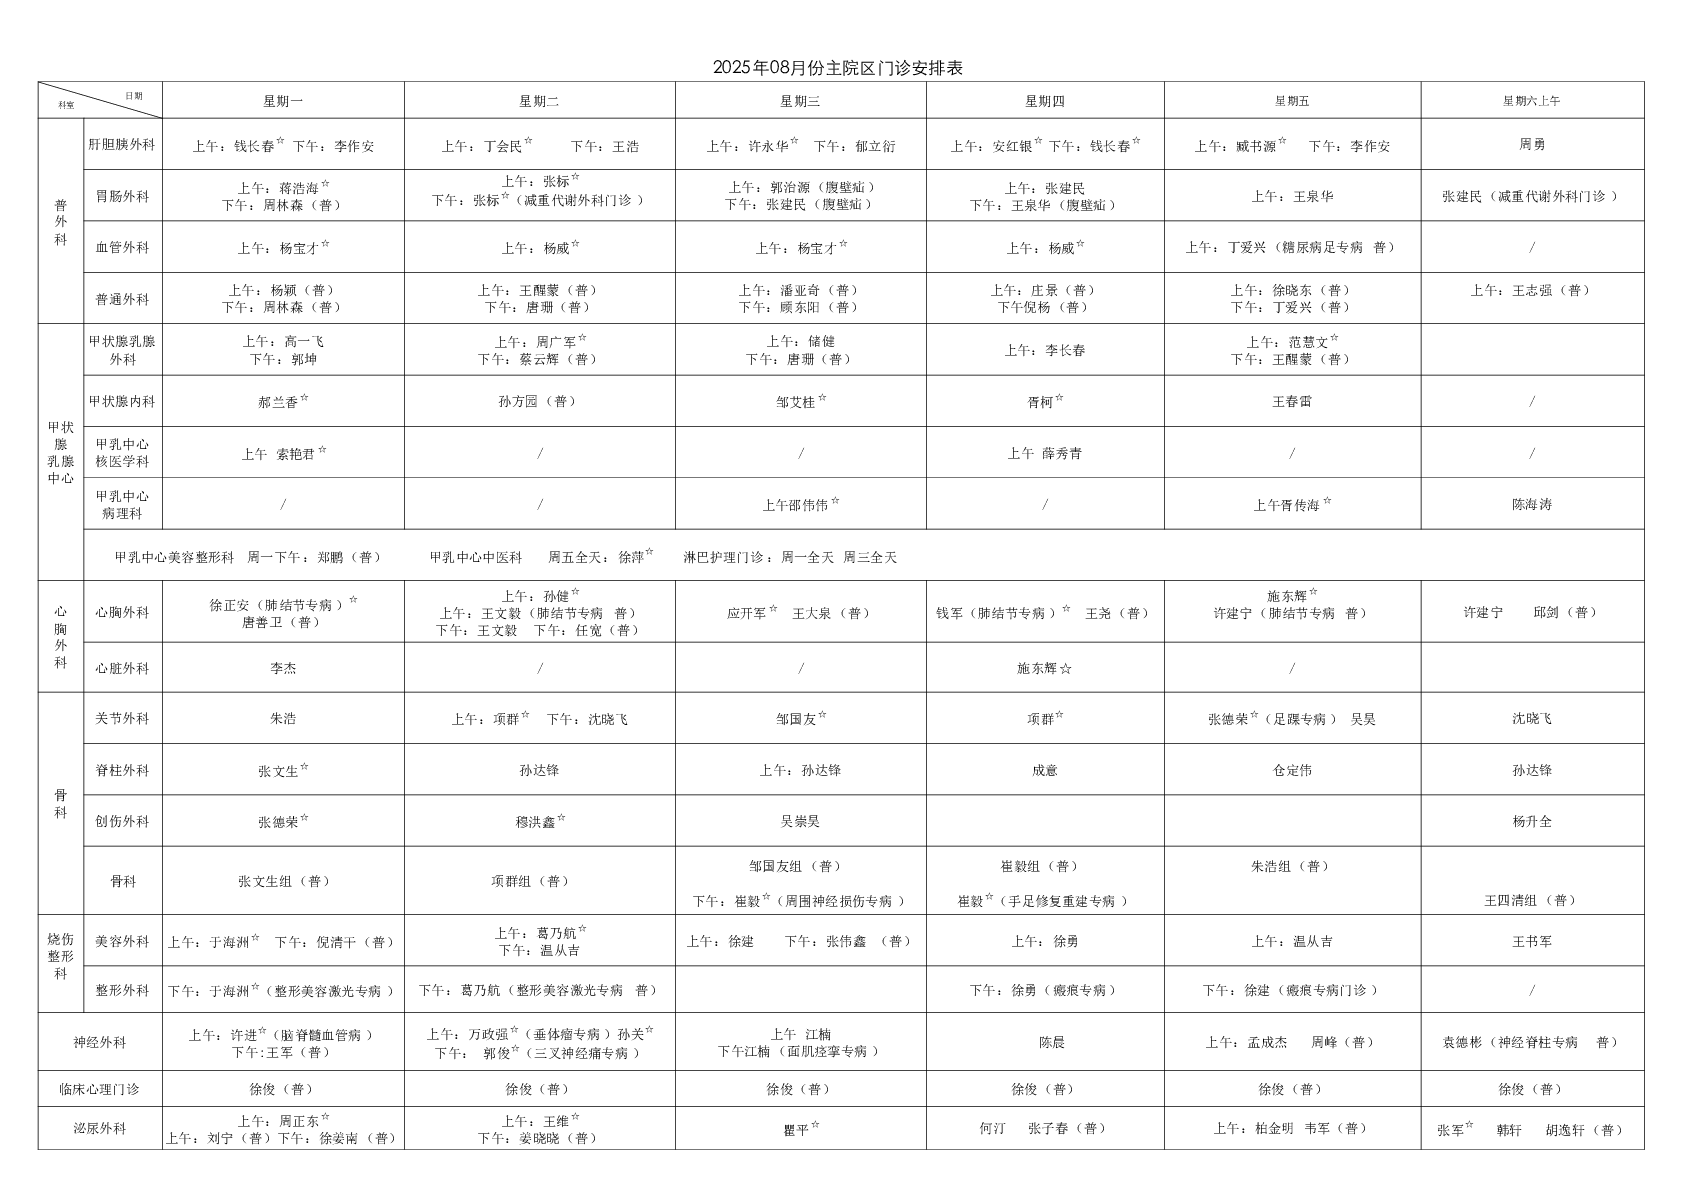 2025年08月份主院区门诊安排表
日期
科室
星期一 星期二 星期三 星期四 星期五 星期六上午
普外科
肝胆胰外科 上午：钱长春☆ 下午：李作安 上午：丁会民☆ 下午：王浩 上午：许永华☆ 下午：郁立衍 上午：安红银☆ 下午：钱长春☆ 上午：臧书源☆ 下午：李作安 周勇
胃肠外科
上午：蒋浩海☆
下午：周林森（普）
上午：张标☆
下午：张标☆（减重代谢外科门诊）
上午：郭治源（腹壁疝）
下午：张建民（腹壁疝）
上午：张建民
下午：王泉华（腹壁疝）
上午：王泉华
张建民（减重代谢外科门诊）
血管外科 上午：杨宝才☆ 上午：杨威☆ 上午：杨宝才☆ 上午：杨威☆ 上午：丁爱兴（糖尿病足专病 普） /
普通外科
上午：杨颖（普）
下午：周林森（普）
上午：王醒蒙（普）
下午：唐珊（普）
上午：潘亚奇（普）
下午：顾东阳（普）
上午：庄景（普）
下午倪杨（普）
上午：徐晓东（普）
下午：丁爱兴（普）
上午：王志强（普）
甲状腺乳腺中心
甲状腺乳腺
外科
上午：高一飞
下午：郭坤
上午：周广军☆
下午：蔡云辉（普）
上午：储健
下午：唐珊（普）
上午：李长春
上午：范慧文☆
下午：王醒蒙（普）
甲状腺内科 郝兰香☆ 孙方园（普） 邹艾桂☆ 胥柯☆ 王春雷 /
甲乳中心
核医学科
上午 索艳君☆ / / 上午 薛秀青 / /
甲乳中心
病理科
/ / 上午邵伟伟☆ / 上午胥传海☆ 陈海涛
甲乳中心美容整形科 周一下午：郑鹏（普） 甲乳中心中医科 周五全天：徐萍☆ 淋巴护理门诊：周一全天 周三全天
心胸外科
心胸外科
徐正安（肺结节专病）☆
唐善卫（普）
上午：孙健☆
上午：王文毅（肺结节专病 普）
下午：王文毅 下午：任宽（普）
应开军☆ 王大泉（普）
钱军（肺结节专病）☆ 王尧（普）
施东辉☆
许建宁（肺结节专病 普）
许建宁 邱剑（普）
心脏外科 李杰 / / 施东辉☆ /
骨科
关节外科 朱浩 上午：项群☆ 下午：沈晓飞 邹国友☆ 项群☆ 张德荣☆（足踝专病） 吴昊 沈晓飞
脊柱外科 张文生☆ 孙达锋 上午：孙达锋 成意 仓定伟 孙达锋
创伤外科 张德荣☆ 穆洪鑫☆ 吴崇昊 杨升全
骨科
张文生组（普）
项群组（普）
邹国友组（普）
下午：崔毅☆（周围神经损伤专病）
崔毅组（普）
崔毅☆（手足修复重建专病）
朱浩组（普）
王四清组（普）
烧伤整形科
美容外科
上午：于海洲☆ 下午：倪清干（普）
上午：葛乃航☆
下午：温从吉
上午：徐建 下午：张伟鑫（普）
上午：徐勇
上午：温从吉
王书军
整形外科 下午：于海洲☆（整形美容激光专病） 下午：葛乃航（整形美容激光专病 普） 下午：徐勇（瘢痕专病） 下午：徐建（瘢痕专病门诊） /
神经外科
上午：许进☆（脑脊髓血管病）
下午:王军（普）
上午：万政强☆（垂体瘤专病）孙关☆
下午： 郭俊☆（三叉神经痛专病）
上午 江楠
下午江楠（面肌痉挛专病）
陈晨
上午：孟成杰 周峰（普）
袁德彬（神经脊柱专病 普）
临床心理门诊 徐俊（普） 徐俊（普） 徐俊（普） 徐俊（普） 徐俊（普） 徐俊（普）
泌尿外科
上午：周正东☆
上午：刘宁（普）下午：徐姜南（普）
上午：王维☆
下午：姜晓晓（普）
瞿平☆
何汀 张子春（普）
上午：柏金明 韦军（普）
张军☆ 韩轩 胡逸轩（普）